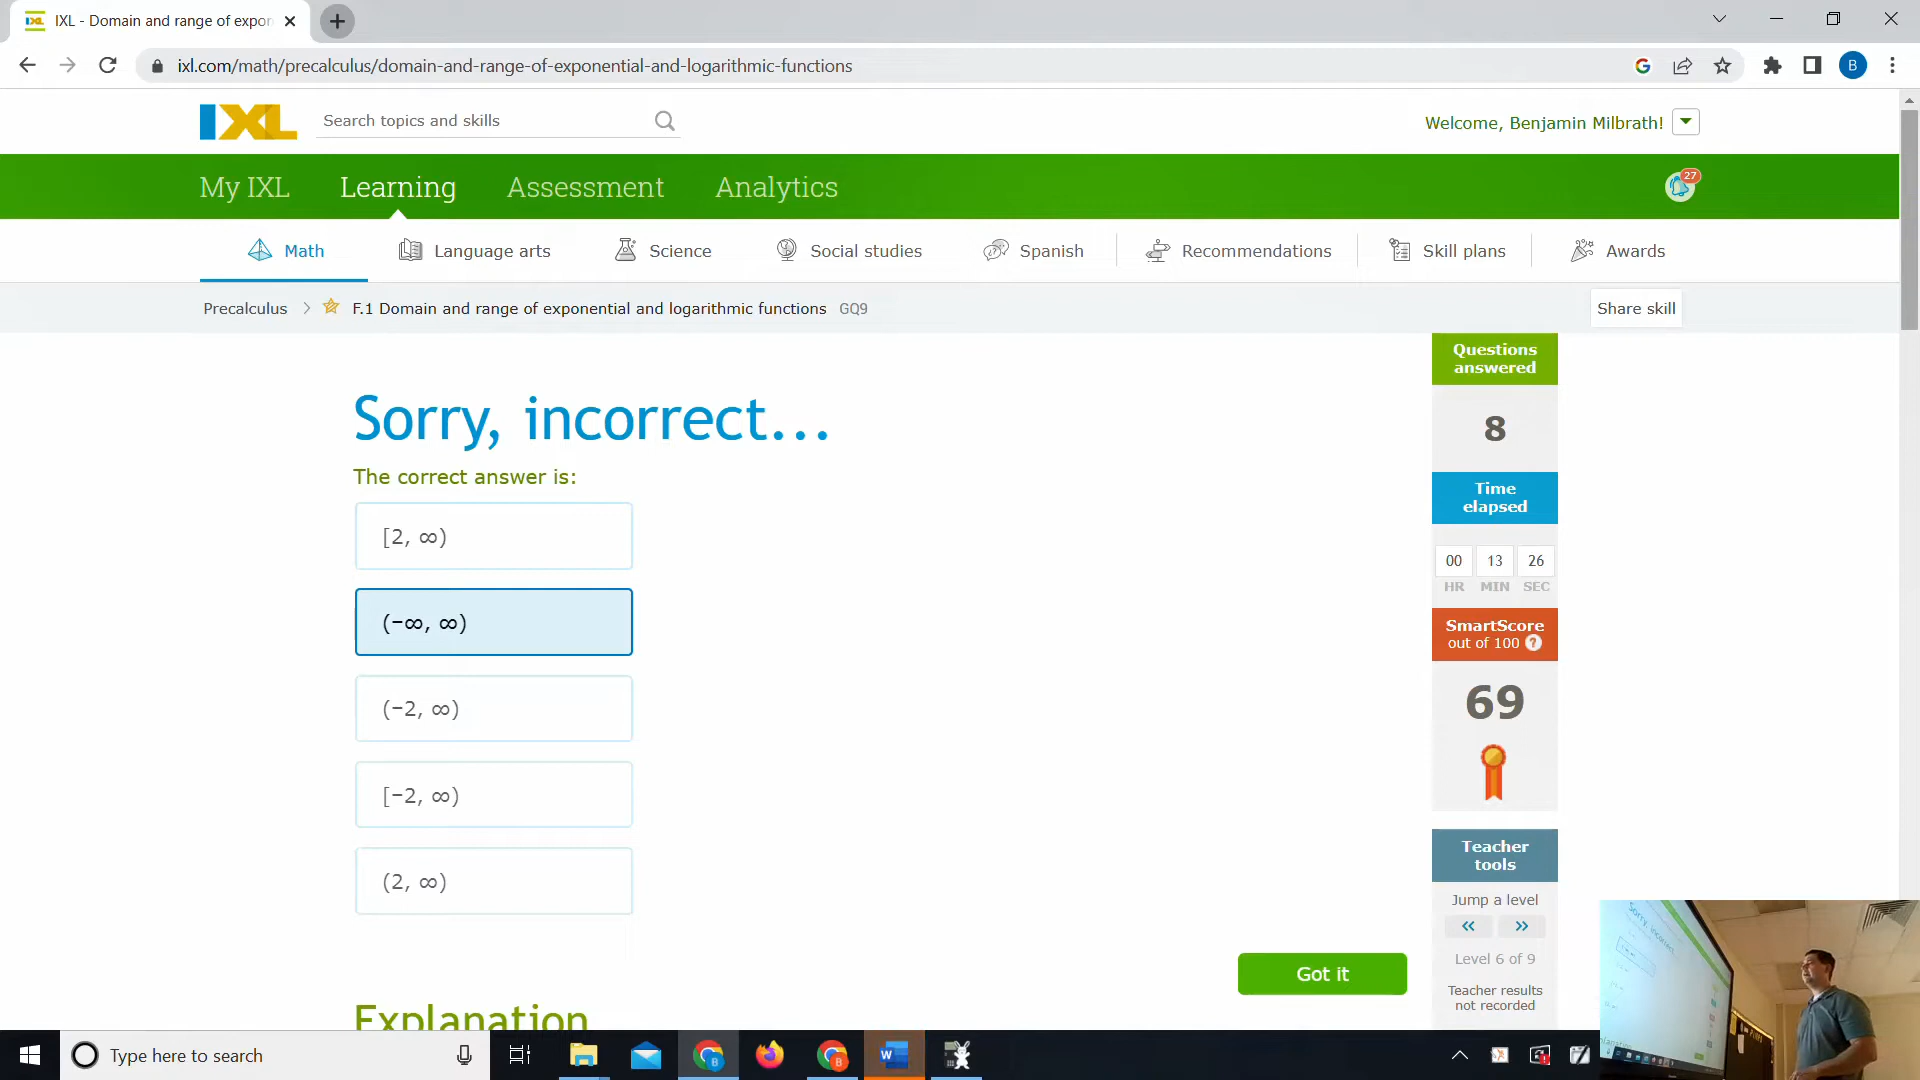 IXL - Domain and range of expon
ixl.com/math/precalculus/domain-and-range-of-exponential-and-logarithmic-functions
B
IXL
Search topics and skills
Welcome, Benjamin Milbrath!
My IXL
Learning
Assessment
Analytics
27
Math
Language arts
Science
Social studies
Spanish
Recommendations
Skill plans
Awards
Precalculus
F.1 Domain and range of exponential and logarithmic functions GQ9
Share skill
Sorry, incorrect...
The correct answer is:
[2, ∞)
(-∞, ∞)
(-2, ∞)
[-2, ∞)
(2, ∞)
Got it
Explanation
Questions
answered
8
Time
elapsed
00 13 26
HR MIN SEC
SmartScore
out of 100 ?
69
Teacher
tools
Jump a level
Level 6 of 9
Teacher results
not recorded
Sorry, incorrect
Type here to search